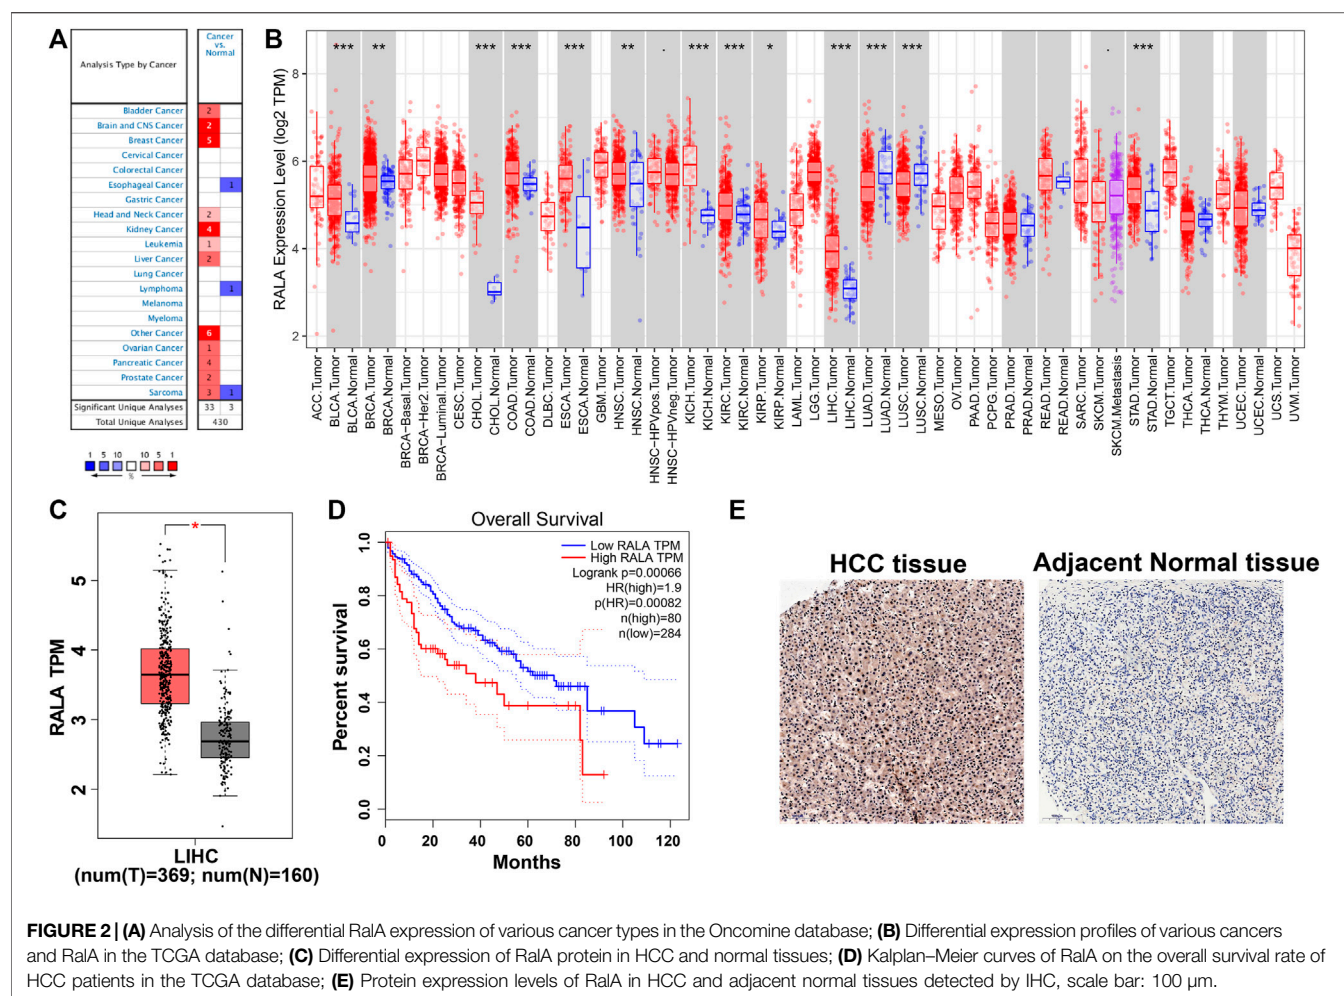 A
Analysis Type by Cancer
Cancer
vs.
Normal
Bladder Cancer 2
Brain and CNS Cancer 2
Breast Cancer 5
Cervical Cancer
Colorectal Cancer
Esophageal Cancer 1
Gastric Cancer
Head and Neck Cancer 2
Kidney Cancer 4
Leukemia 1
Liver Cancer 2
Lung Cancer
Lymphoma 1
Melanoma
Myeloma
Other Cancer 6
Ovarian Cancer 1
Pancreatic Cancer 4
Prostate Cancer 2
Sarcoma 3 1
Significant Unique Analyses 33 3
Total Unique Analyses 430
1 5 10 10 5 1
%
B
RALA Expression Level (log2 TPM)
8
6
4
2
*** ** *** *** *** ** . *** *** * *** *** *** . ***
ACC.Tumor
BLCA.Tumor
BLCA.Normal
BRCA.Tumor
BRCA.Normal
BRCA-Basal.Tumor
BRCA-Her2.Tumor
BRCA-Luminal.Tumor
CESC.Tumor
CHOL.Tumor
CHOL.Normal
COAD.Tumor
COAD.Normal
DLBC.Tumor
ESCA.Tumor
ESCA.Normal
GBM.Tumor
HNSC.Tumor
HNSC.Normal
HNSC-HPVpos.Tumor
HNSC-HPVneg.Tumor
KICH.Tumor
KICH.Normal
KIRC.Tumor
KIRC.Normal
KIRP.Tumor
KIRP.Normal
LAML.Tumor
LGG.Tumor
LIHC.Tumor
LIHC.Normal
LUAD.Tumor
LUAD.Normal
LUSC.Tumor
LUSC.Normal
MESO.Tumor
OV.Tumor
PAAD.Tumor
PCPG.Tumor
PRAD.Tumor
PRAD.Normal
READ.Tumor
READ.Normal
SARC.Tumor
SKCM.Tumor
SKCM.Metastasis
STAD.Tumor
STAD.Normal
TGCT.Tumor
THCA.Tumor
THCA.Normal
THYM.Tumor
UCEC.Tumor
UCEC.Normal
UCS.Tumor
UVM.Tumor
C
RALA TPM
*
5
4
3
2
LIHC
(num(T)=369; num(N)=160)
D
Overall Survival
Low RALA TPM
High RALA TPM
Logrank p=0.00066
HR(high)=1.9
p(HR)=0.00082
n(high)=80
n(low)=284
Percent survival
1.0
0.8
0.6
0.4
0.2
0.0
0 20 40 60 80 100 120
Months
E
HCC tissue
Adjacent Normal tissue
FIGURE 2 | (A) Analysis of the differential RalA expression of various cancer types in the Oncomine database; (B) Differential expression profiles of various cancers
and RalA in the TCGA database; (C) Differential expression of RalA protein in HCC and normal tissues; (D) Kalplan–Meier curves of RalA on the overall survival rate of
HCC patients in the TCGA database; (E) Protein expression levels of RalA in HCC and adjacent normal tissues detected by IHC, scale bar: 100 μm.